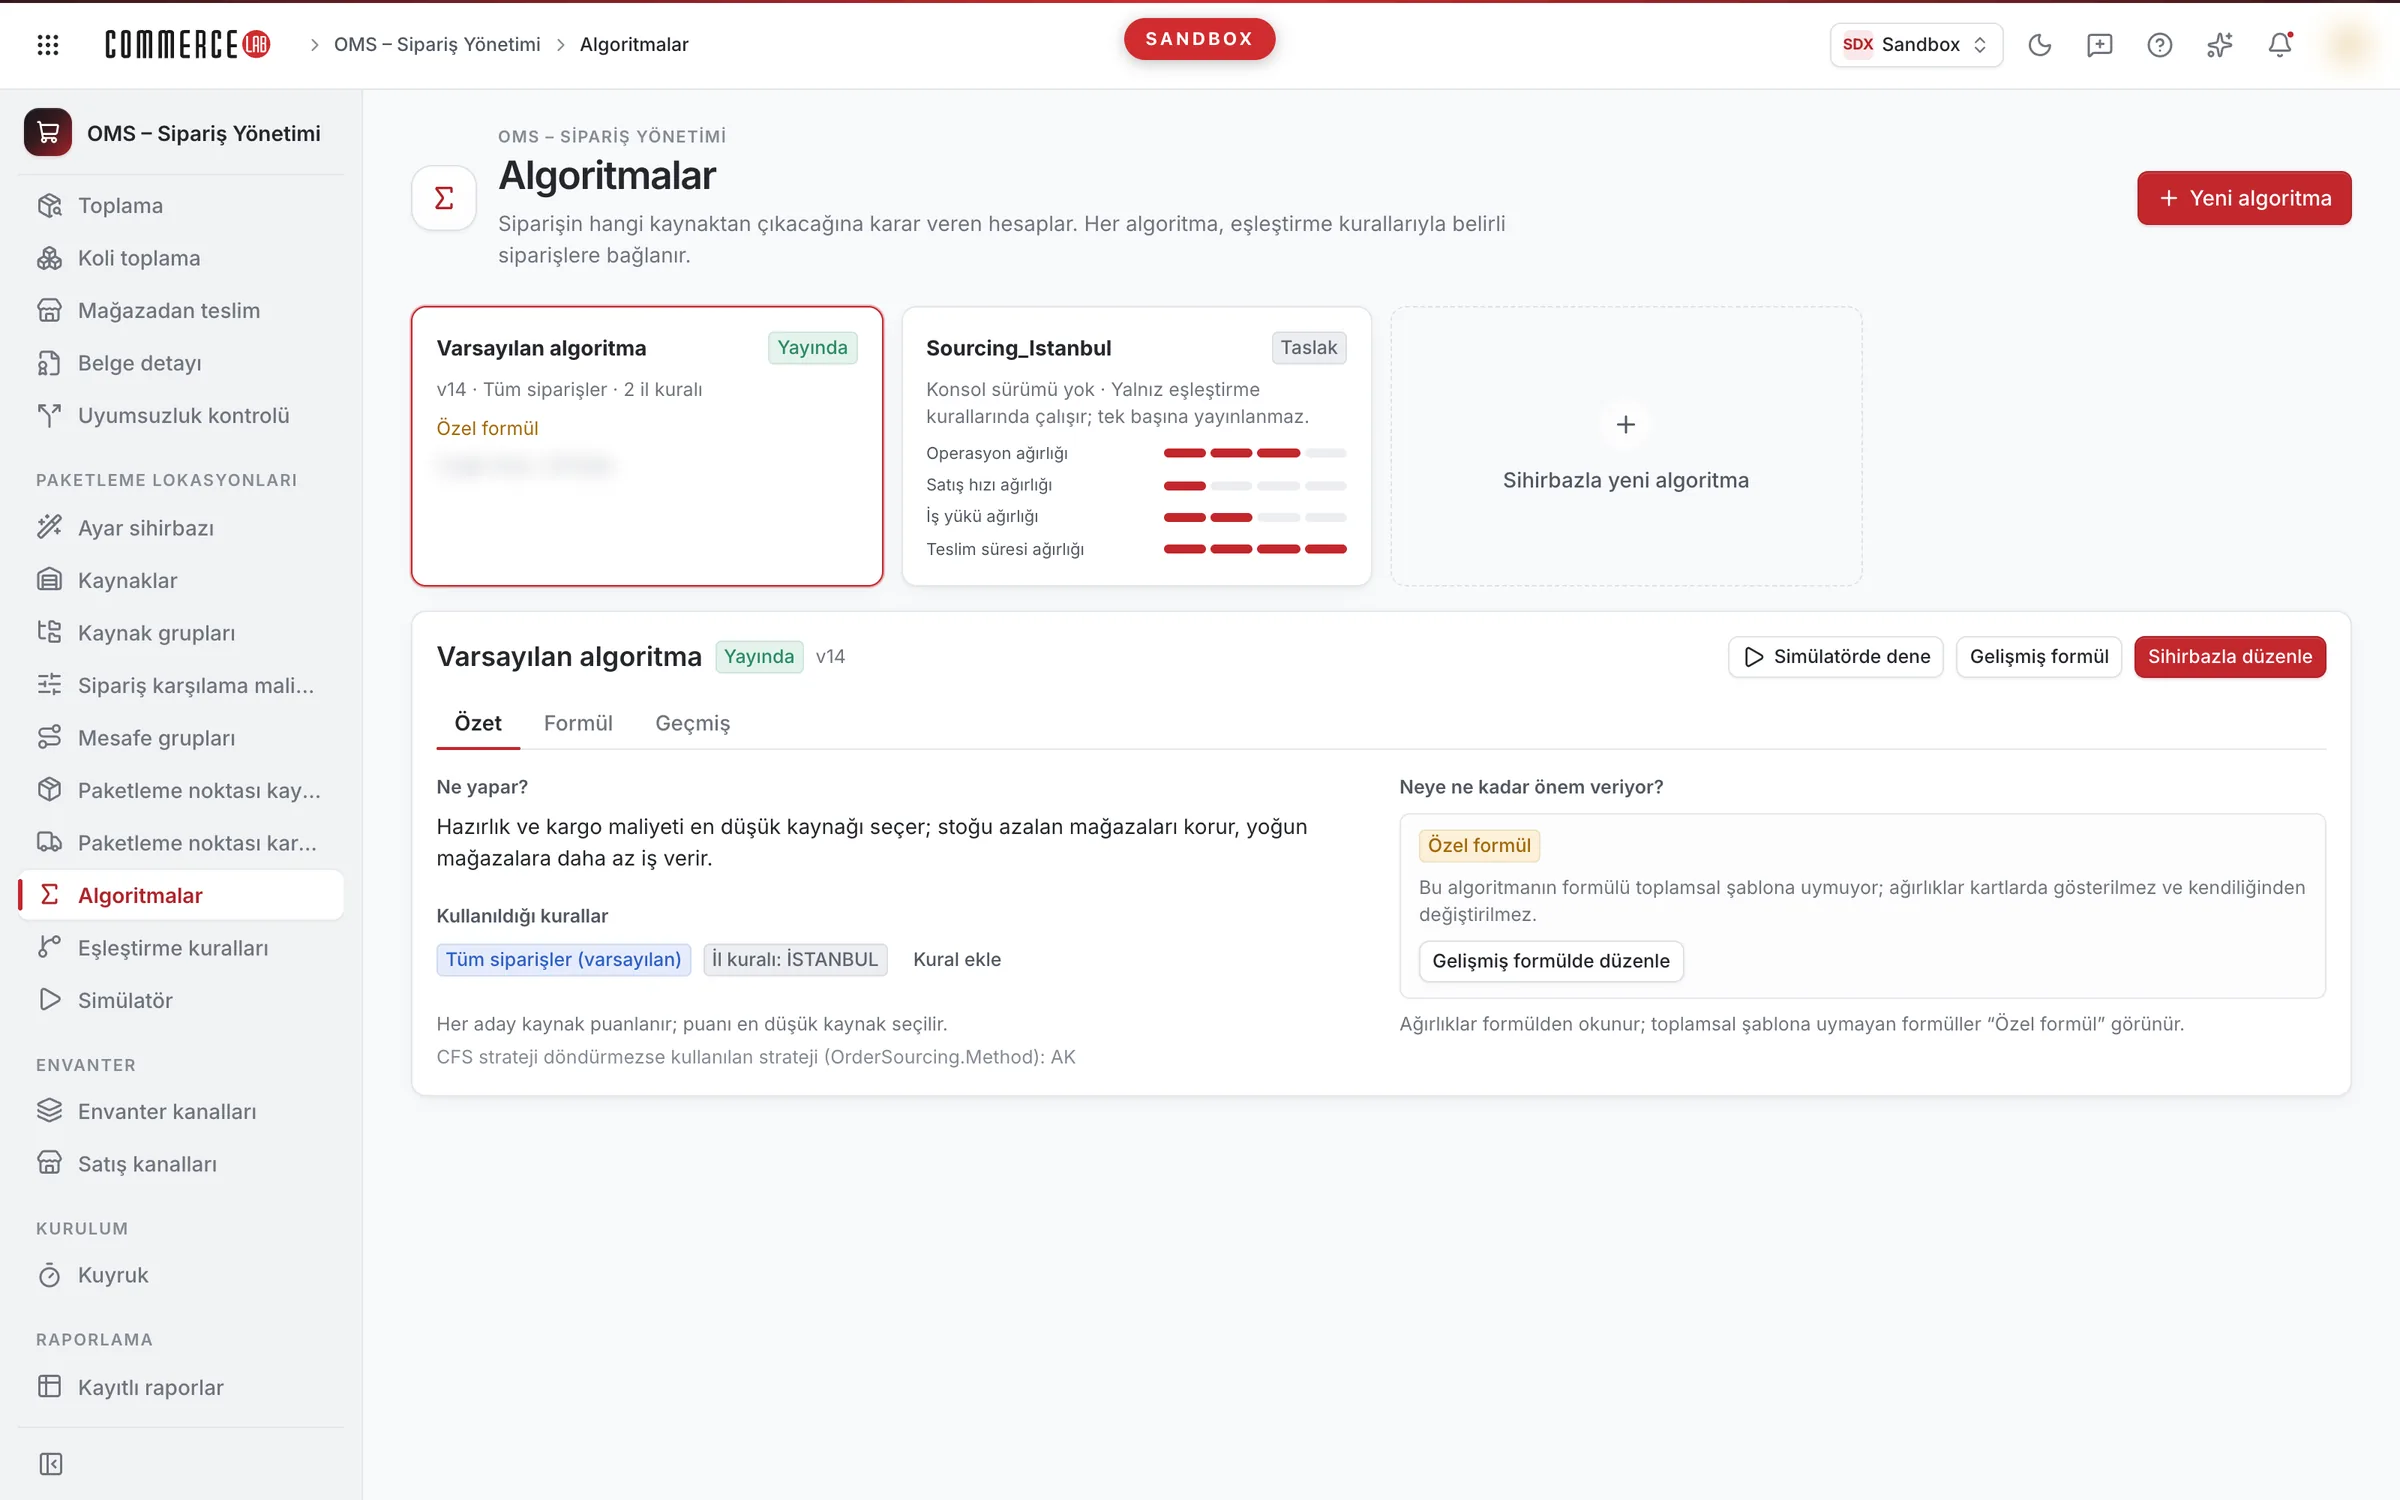 COMMERCE LAB
OMS – Sipariş Yönetimi
Algoritmalar
SANDBOX
SDX Sandbox
OMS – Sipariş Yönetimi
Toplama
Koli toplama
Mağazadan teslim
Belge detayı
Uyumsuzluk kontrolü
PAKETLEME LOKASYONLARI
Ayar sihirbazı
Kaynaklar
Kaynak grupları
Sipariş karşılama mali...
Mesafe grupları
Paketleme noktası kay...
Paketleme noktası kar...
Algoritmalar
Eşleştirme kuralları
Simülatör
ENVANTER
Envanter kanalları
Satış kanalları
KURULUM
Kuyruk
RAPORLAMA
Kayıtlı raporlar
OMS – SİPARİŞ YÖNETİMİ
Algoritmalar
Siparişin hangi kaynaktan çıkacağına karar veren hesaplar. Her algoritma, eşleştirme kurallarıyla belirli
siparişlere bağlanır.
Yeni algoritma
Varsayılan algoritma
Yayında
v14 · Tüm siparişler · 2 il kuralı
Özel formül
Sourcing_Istanbul
Taslak
Konsol sürümü yok · Yalnız eşleştirme
kurallarında çalışır; tek başına yayınlanmaz.
Operasyon ağırlığı
Satış hızı ağırlığı
İş yükü ağırlığı
Teslim süresi ağırlığı
Sihirbazla yeni algoritma
Varsayılan algoritma
Yayında
v14
Simülatörde dene
Gelişmiş formül
Sihirbazla düzenle
Özet
Formül
Geçmiş
Ne yapar?
Hazırlık ve kargo maliyeti en düşük kaynağı seçer; stoğu azalan mağazaları korur, yoğun
mağazalara daha az iş verir.
Kullanıldığı kurallar
Tüm siparişler (varsayılan)
İl kuralı: İSTANBUL
Kural ekle
Her aday kaynak puanlanır; puanı en düşük kaynak seçilir.
CFS strateji döndürmezse kullanılan strateji (OrderSourcing.Method): AK
Neye ne kadar önem veriyor?
Özel formül
Bu algoritmanın formülü toplamsal şablona uymuyor; ağırlıklar kartlarda gösterilmez ve kendiliğinden
değiştirilmez.
Gelişmiş formülde düzenle
Ağırlıklar formülden okunur; toplamsal şablona uymayan formüller “Özel formül” görünür.